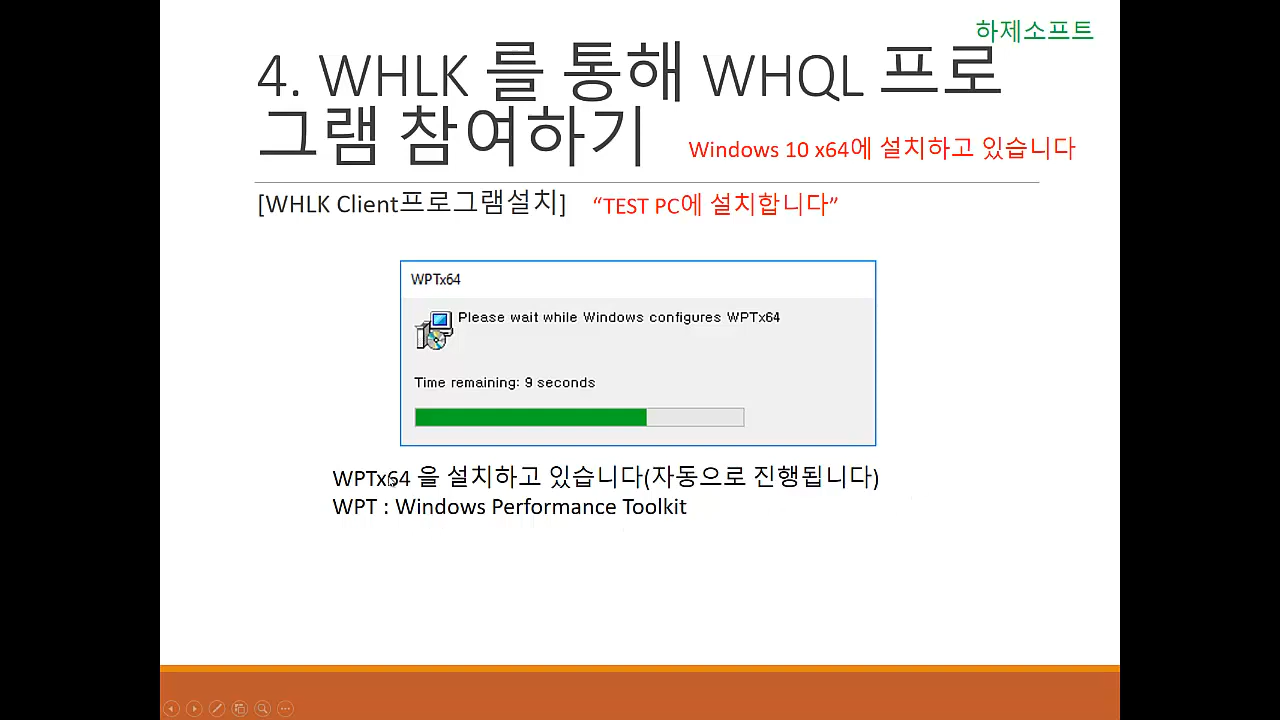 하제소프트
4. WHLK 를 통해 WHQL 프로
그램 참여하기
Windows 10 x64에 설치하고 있습니다
[WHLK Client프로그램설치]
“TEST PC에 설치합니다”
WPTx64
Please wait while Windows configures WPTx64
Time remaining: 9 seconds
WPTx64 을 설치하고 있습니다(자동으로 진행됩니다)
WPT : Windows Performance Toolkit